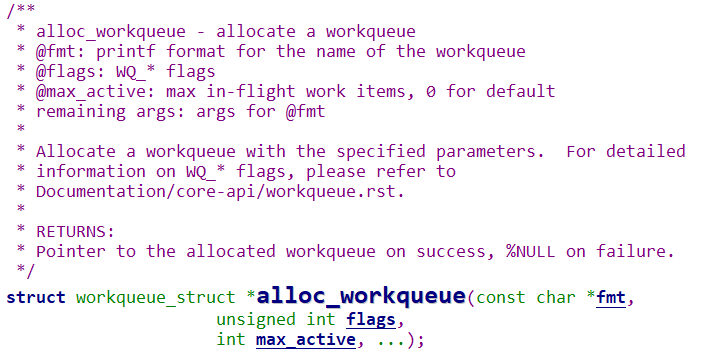 /**
 * alloc_workqueue - allocate a workqueue
 * @fmt: printf format for the name of the workqueue
 * @flags: WQ_* flags
 * @max_active: max in-flight work items, 0 for default
 * remaining args: args for @fmt
 *
 * Allocate a workqueue with the specified parameters.  For detailed
 * information on WQ_* flags, please refer to
 * Documentation/core-api/workqueue.rst.
 *
 * RETURNS:
 * Pointer to the allocated workqueue on success, %NULL on failure.
 */
struct workqueue_struct *alloc_workqueue(const char *fmt,
                    unsigned int flags,
                    int max_active, ...);